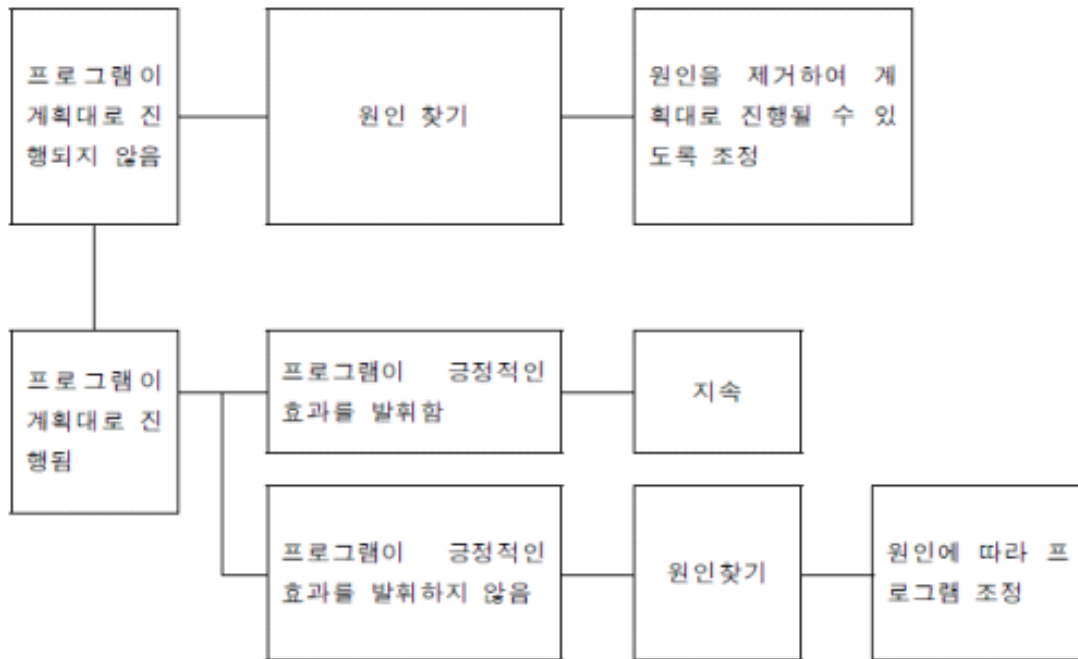 프로그램이
계획대로 진
행되지 않음
원인 찾기
원인을 제거하여 계
획대로 진행될 수 있
도록 조정
프로그램이
계획대로 진
행됨
프로그램이 긍정적인
효과를 발휘함
지속
프로그램이 긍정적인
효과를 발휘하지 않음
원인찾기
원인에 따라 프
로그램 조정